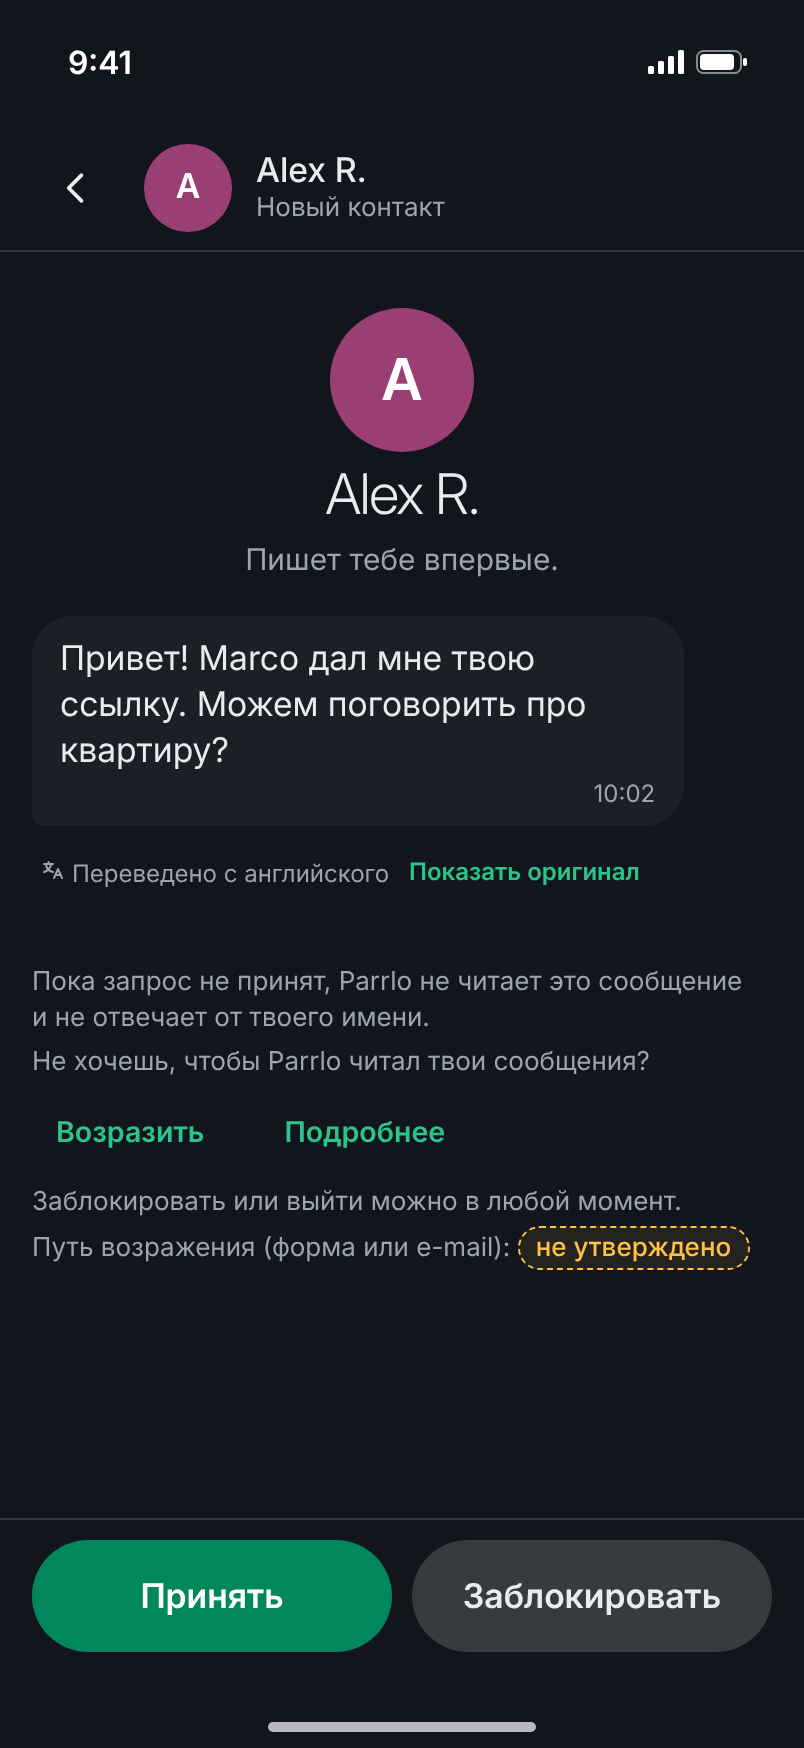 9:41
A
Alex R.
Новый контакт
A
Alex R.
Пишет тебе впервые.
Привет! Marco дал мне твою
ссылку. Можем поговорить про
квартиру?
10:02
Переведено с английского Показать оригинал
Пока запрос не принят, Parrlo не читает это сообщение
и не отвечает от твоего имени.
Не хочешь, чтобы Parrlo читал твои сообщения?
Возразить Подробнее
Заблокировать или выйти можно в любой момент.
Путь возражения (форма или e-mail): не утверждено
Принять Заблокировать